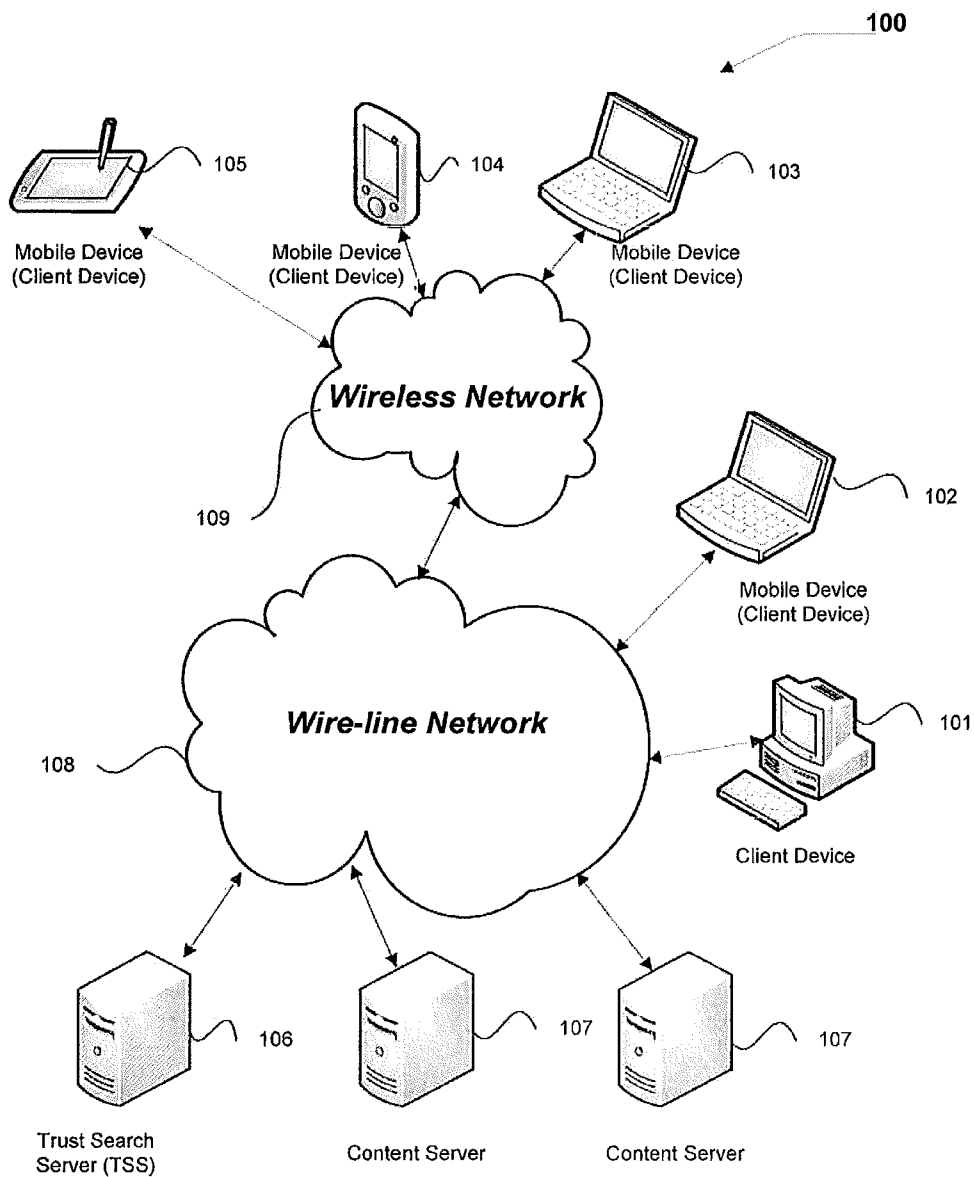 100
105
104
103
Mobile Device
(Client Device)
Mobile Device
(Client Device)
Mobile Device
(Client Device)
Wireless Network
109
102
Mobile Device
(Client Device)
Wire-line Network
101
108
Client Device
106
107
107
Trust Search
Server (TSS)
Content Server
Content Server